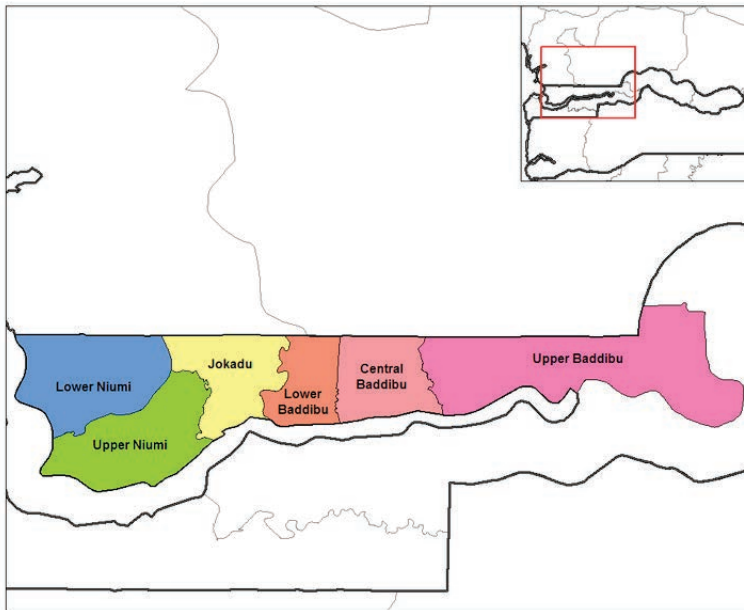 Lower Niumi
Upper Niumi
Jokadu
Lower
Baddibu
Central
Baddibu
Upper Baddibu